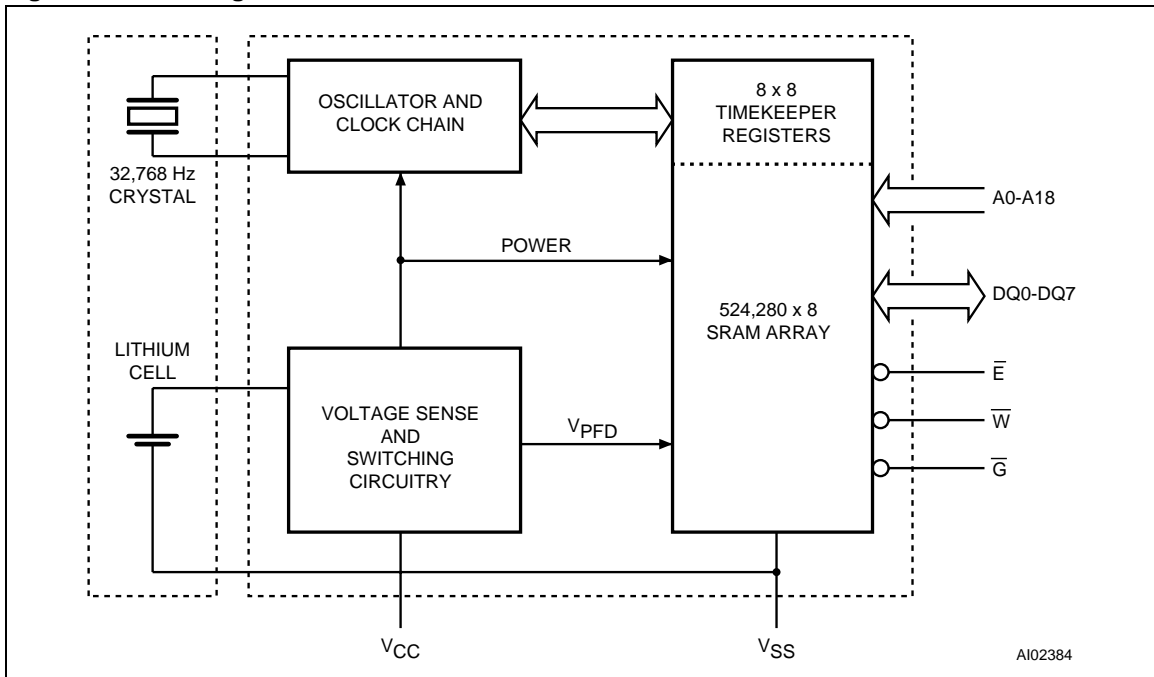 32,768 Hz
CRYSTAL
LITHIUM
CELL
OSCILLATOR AND
CLOCK CHAIN
POWER
VOLTAGE SENSE
AND
SWITCHING
CIRCUITRY
VPFD
8 x 8
TIMEKEEPER
REGISTERS
524,280 x 8
SRAM ARRAY
A0-A18
DQ0-DQ7
E̅
W̅
G̅
VCC
VSS
AI02384